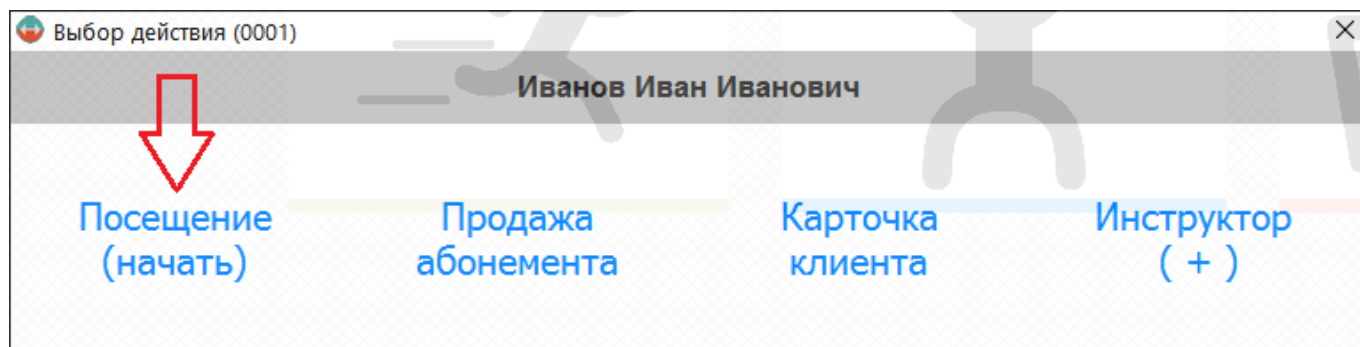 Выбор действия (0001)
Иванов Иван Иванович
Посещение
(начать)
Продажа
абонемента
Карточка
клиента
Инструктор
( + )